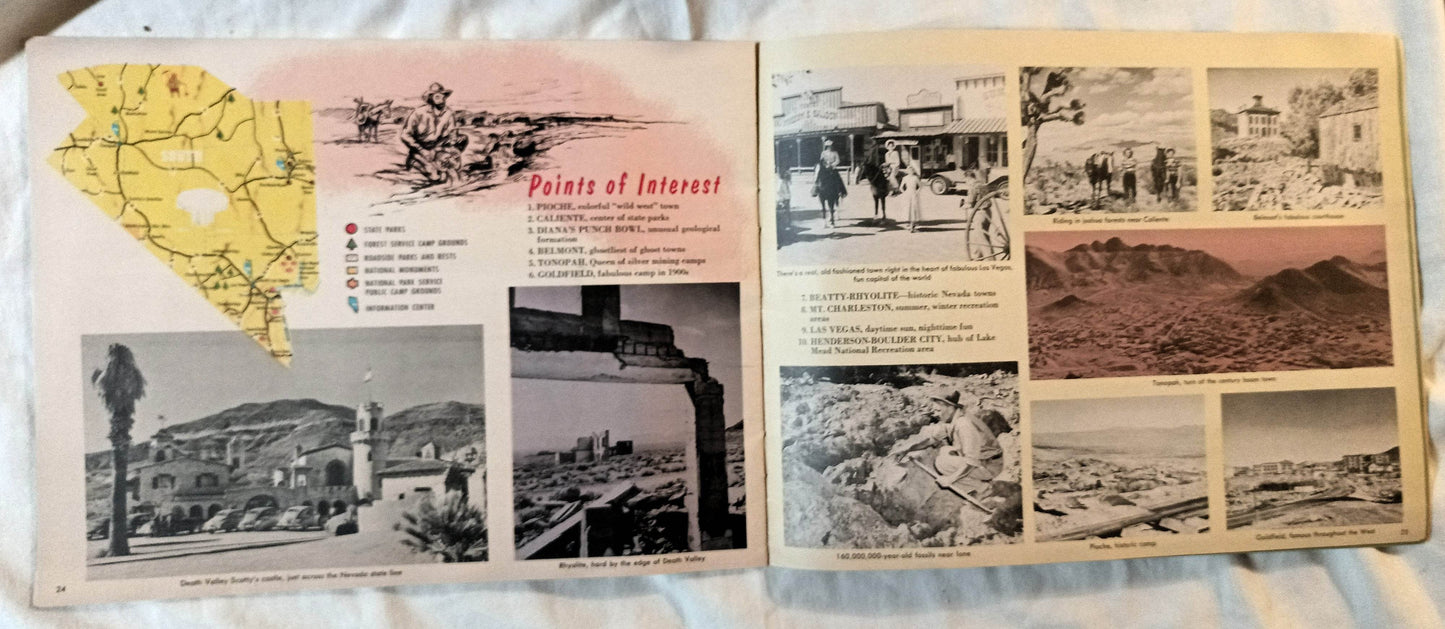 SOUTH
STATE PARKS
FOREST SERVICE CAMP GROUNDS
ROADSIDE PARKS AND RESTS
NATIONAL MONUMENTS
NATIONAL PARK SERVICE
PUBLIC CAMP GROUNDS
INFORMATION CENTER
Points of Interest
1. PIOCHE, colorful "wild west" town
2. CALIENTE, center of state parks
3. DIANA'S PUNCH BOWL, unusual geological
formation
4. BELMONT, ghostliest of ghost towns
5. TONOPAH, Queen of silver mining camps
6. GOLDFIELD, fabulous camp in 1900s
Death Valley Scotty's castle, just across the Nevada state line
Rhyolite, hard by the edge of Death Valley
24
There's a real, old fashioned town right in the heart of fabulous Las Vegas,
fun capital of the world
7. BEATTY-RHYOLITE—historic Nevada towns
8. MT. CHARLESTON, summer, winter recreation
areas
9. LAS VEGAS, daytime sun, nighttime fun
10. HENDERSON-BOULDER CITY, hub of Lake
Mead National Recreation area
160,000,000-year-old fossils near Ione
Riding in joshua forests near Caliente
Belmont's fabulous courthouse
Tonopah, turn of the century boom town
Pioche, historic camp
Goldfield, famous throughout the West
25